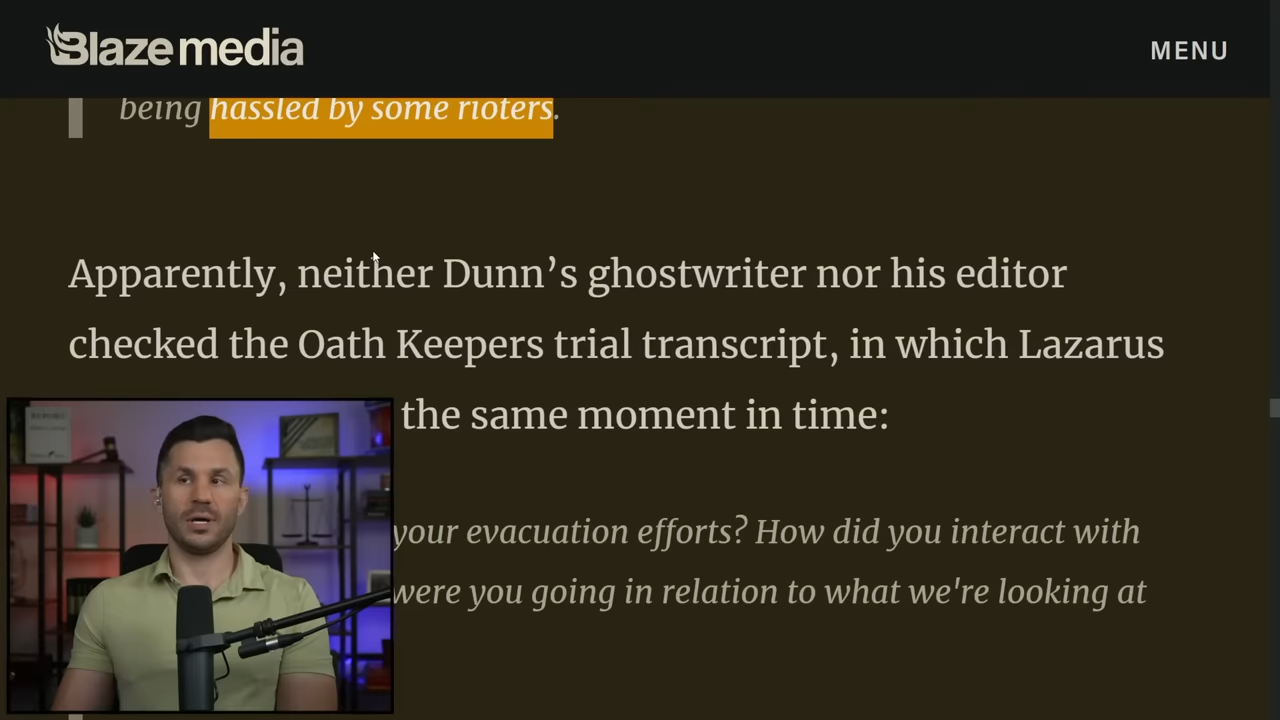 Blaze media
MENU
being hassled by some rioters.
Apparently, neither Dunn’s ghostwriter nor his editor
checked the Oath Keepers trial transcript, in which Lazarus
the same moment in time:
your evacuation efforts? How did you interact with
were you going in relation to what we're looking at